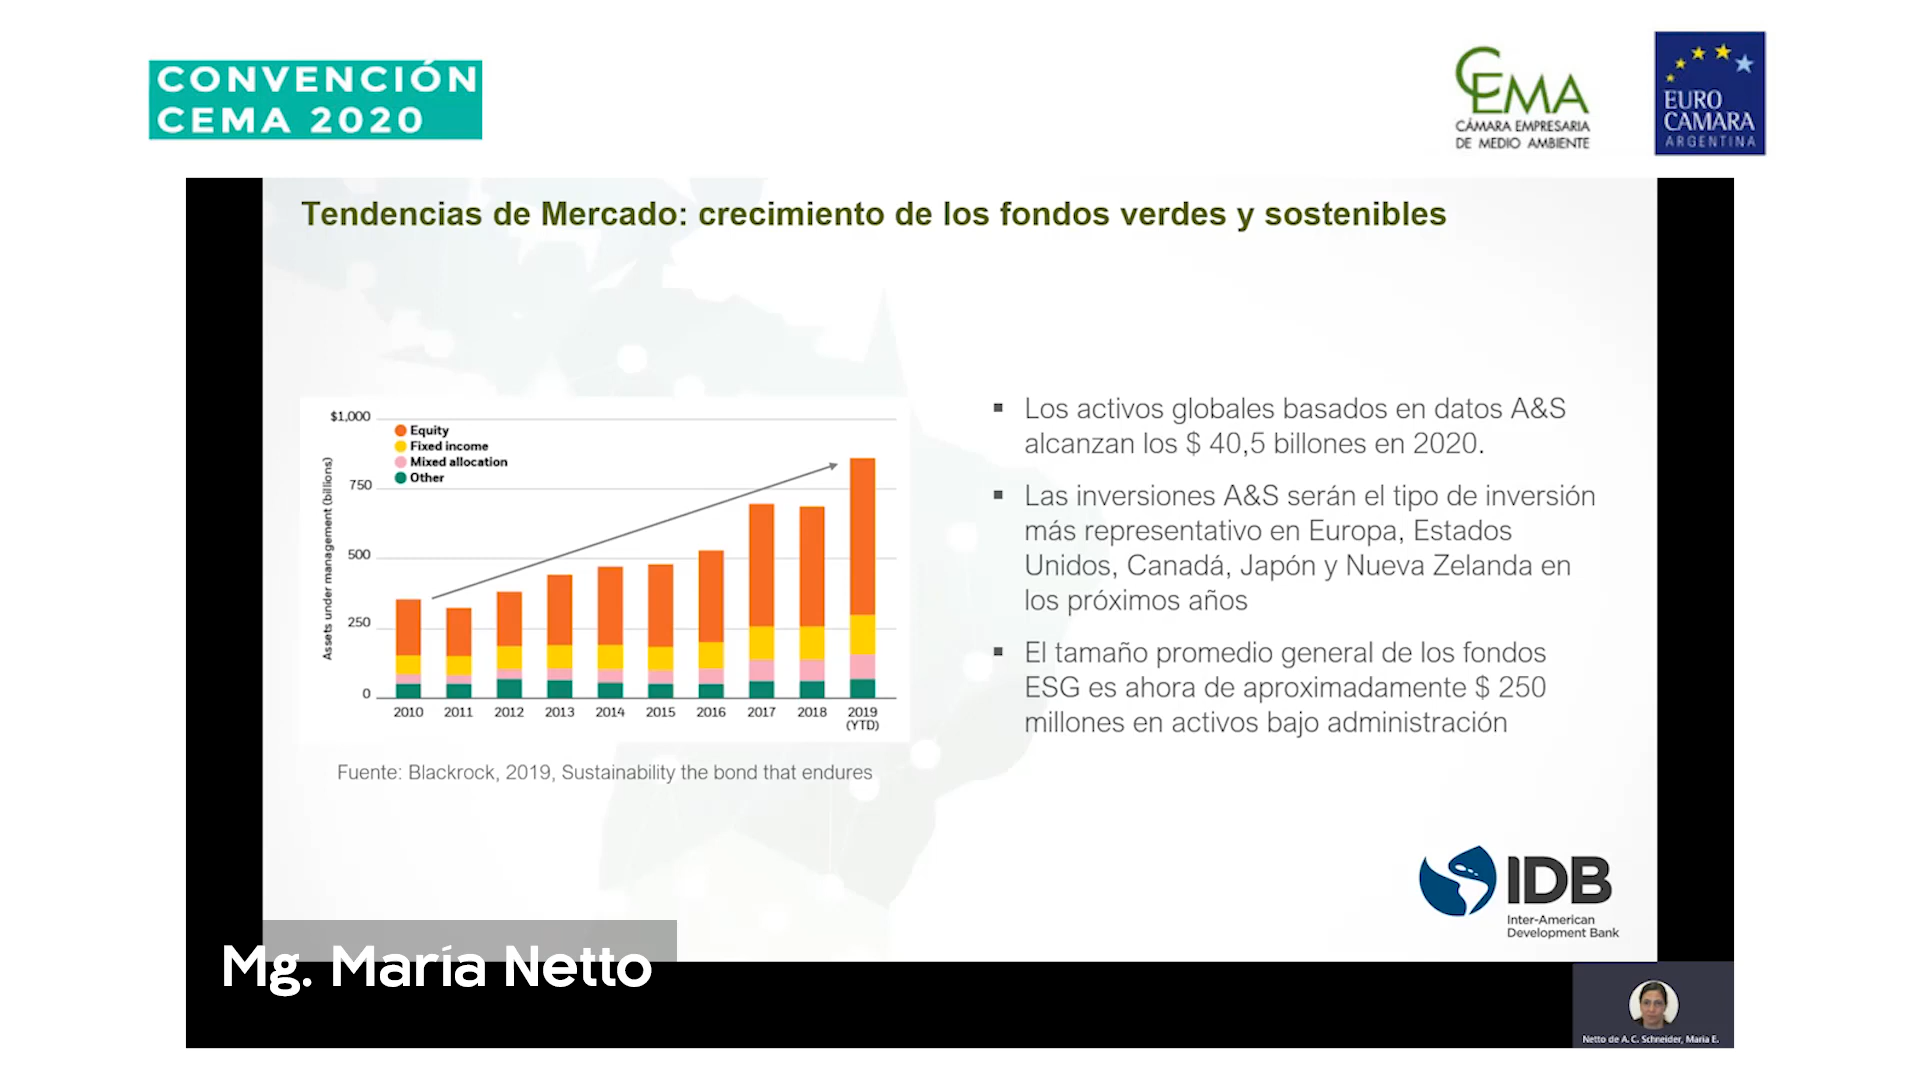 CONVENCIÓN
CEMA 2020
CEMA
CÁMARA EMPRESARIA
DE MEDIO AMBIENTE
EURO
CAMARA
ARGENTINA
Tendencias de Mercado: crecimiento de los fondos verdes y sostenibles
$1,000
750
500
250
0
Assets under management (billions)
Equity
Fixed income
Mixed allocation
Other
2010 2011 2012 2013 2014 2015 2016 2017 2018 2019
(YTD)
Fuente: Blackrock, 2019, Sustainability the bond that endures
▪ Los activos globales basados en datos A&S
alcanzan los $ 40,5 billones en 2020.
▪ Las inversiones A&S serán el tipo de inversión
más representativo en Europa, Estados
Unidos, Canadá, Japón y Nueva Zelanda en
los próximos años
▪ El tamaño promedio general de los fondos
ESG es ahora de aproximadamente $ 250
millones en activos bajo administración
IDB
Inter-American
Development Bank
Mg. María Netto
Netto de A. C. Schneider, Maria E.